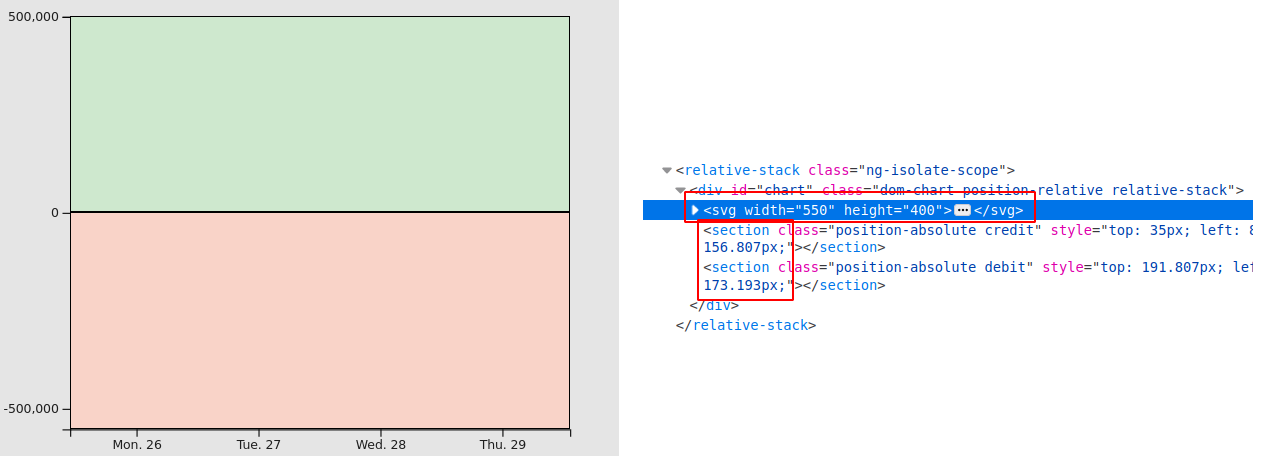 500,000
0
-500,000
Mon. 26 Tue. 27 Wed. 28 Thu. 29
<relative-stack class="ng-isolate-scope">
<div id="chart" class="dom-chart position-relative relative-stack">
<svg width="550" height="400"></svg>
<section class="position-absolute credit" style="top: 35px; left: 8
156.807px;"></section>
<section class="position-absolute debit" style="top: 191.807px; lef
173.193px;"></section>
</div>
</relative-stack>